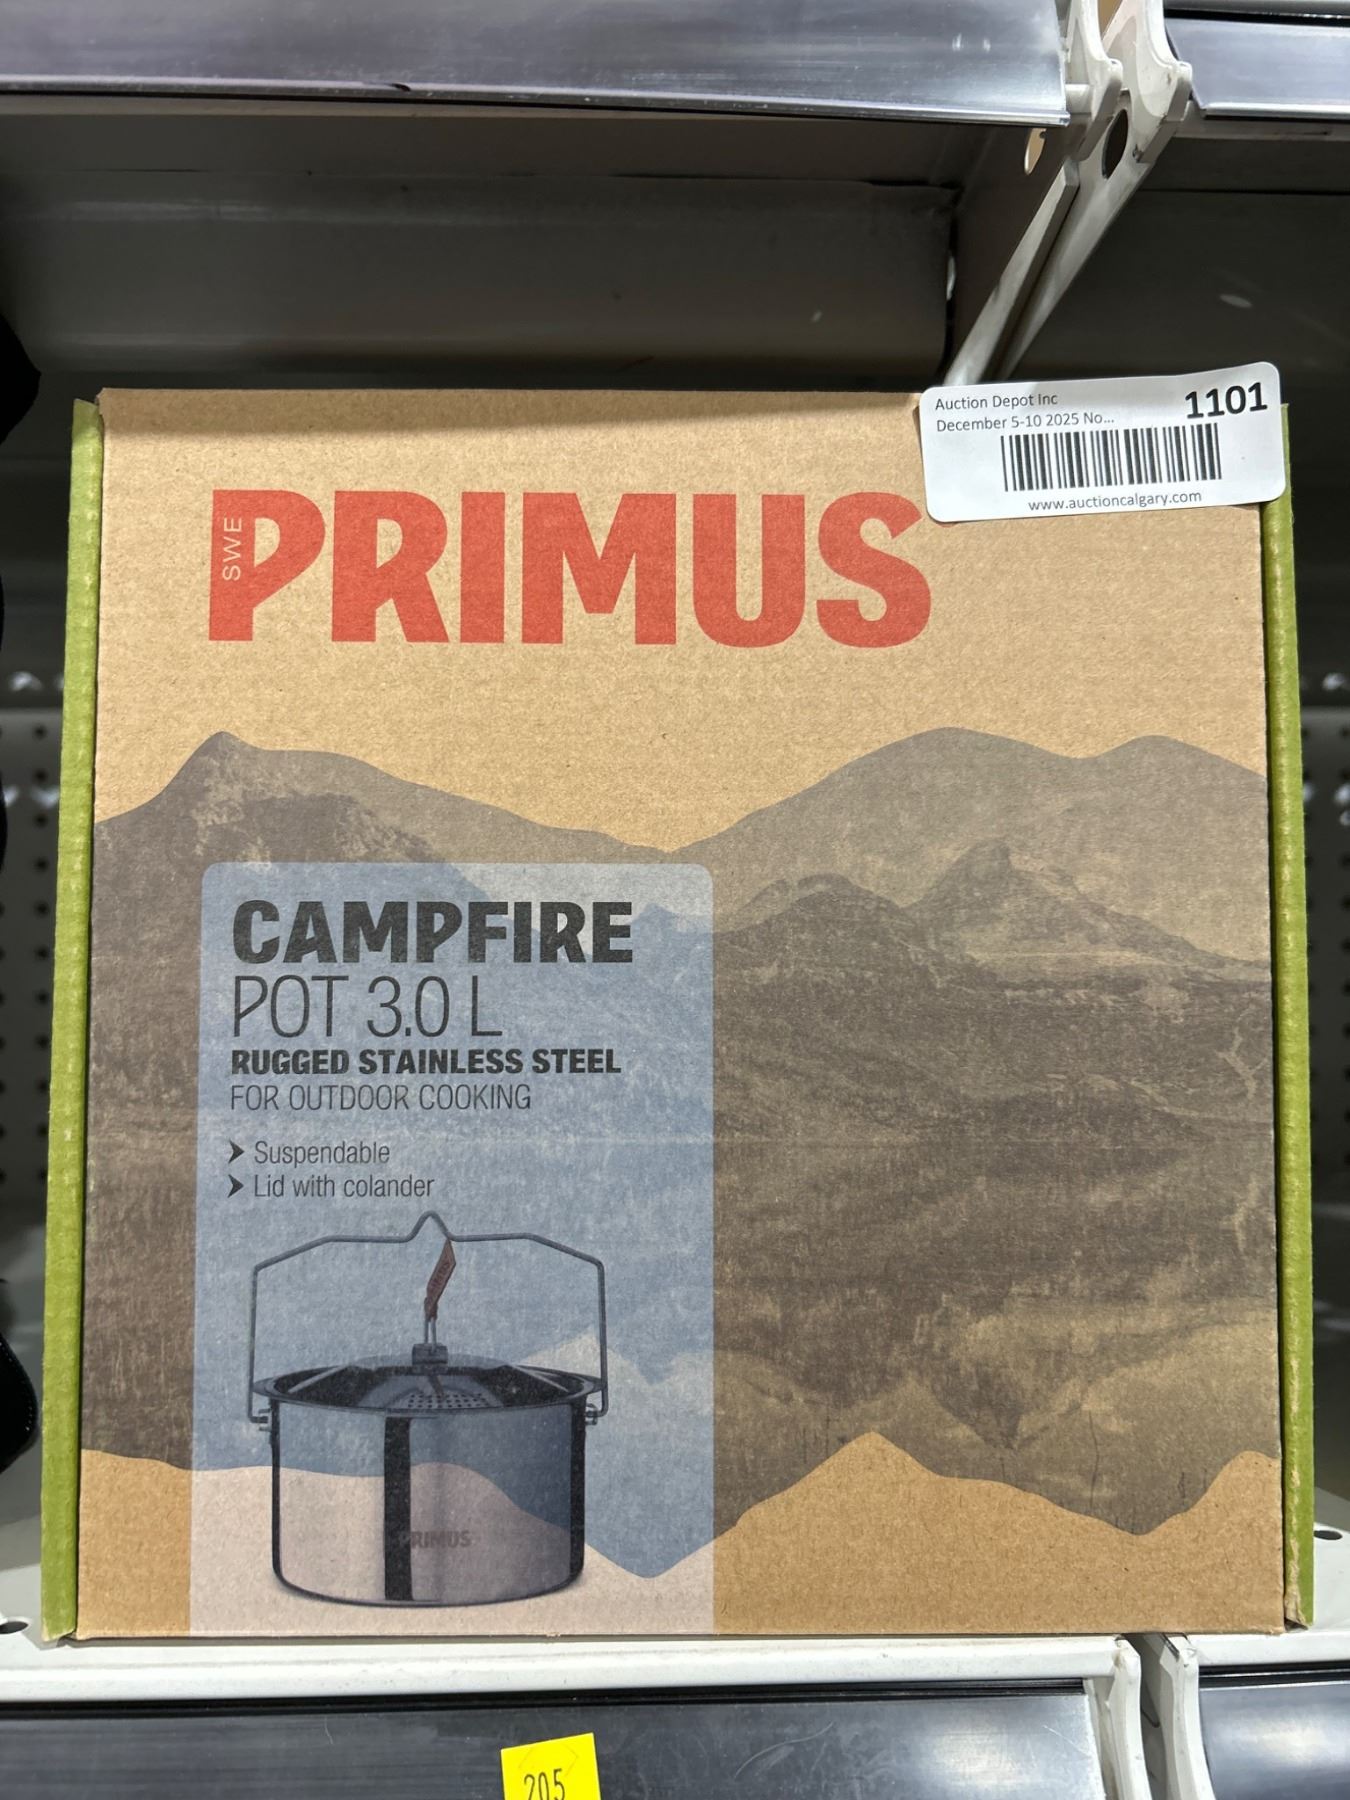 Auction Depot Inc
1101
December 5-10 2025 No...
www.auctioncalgary.com
SWE
PRIMUS
CAMPFIRE
POT 3.0 L
RUGGED STAINLESS STEEL
FOR OUTDOOR COOKING
Suspendable
Lid with colander
PRIMUS
205